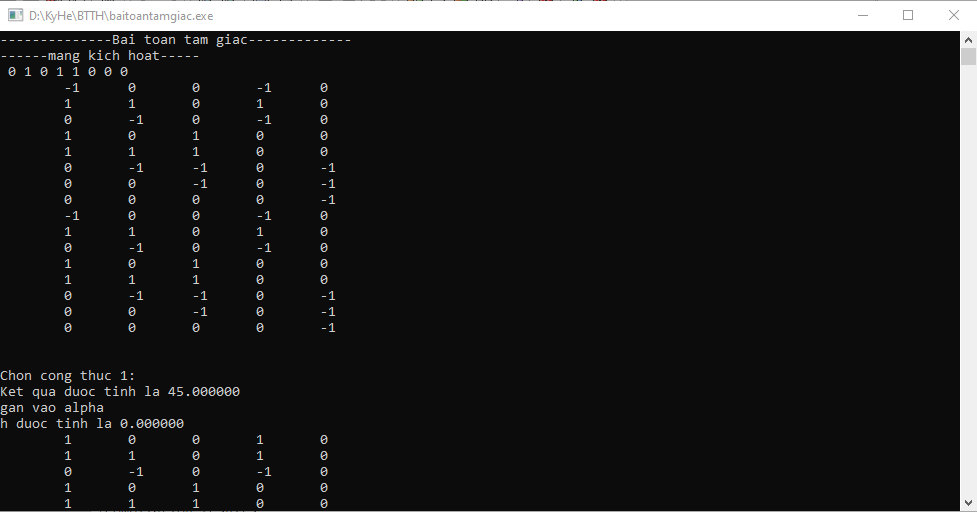 D:\KyHe\BTTH\baitoantamgiac.exe
--------------Bai toan tam giac-------------
------mang kich hoat-----
0 1 0 1 1 0 0 0
-1 0 0 -1 0
1 1 0 1 0
0 -1 0 -1 0
1 0 1 0 0
1 1 1 0 0
0 -1 -1 0 -1
0 0 -1 0 -1
0 0 0 0 -1
-1 0 0 -1 0
1 1 0 1 0
0 -1 0 -1 0
1 0 1 0 0
1 1 1 0 0
0 -1 -1 0 -1
0 0 -1 0 -1
0 0 0 0 -1
Chon cong thuc 1:
Ket qua duoc tinh la 45.000000
gan vao alpha
h duoc tinh la 0.000000
1 0 0 1 0
1 1 0 1 0
0 -1 0 -1 0
1 0 1 0 0
1 1 1 0 0